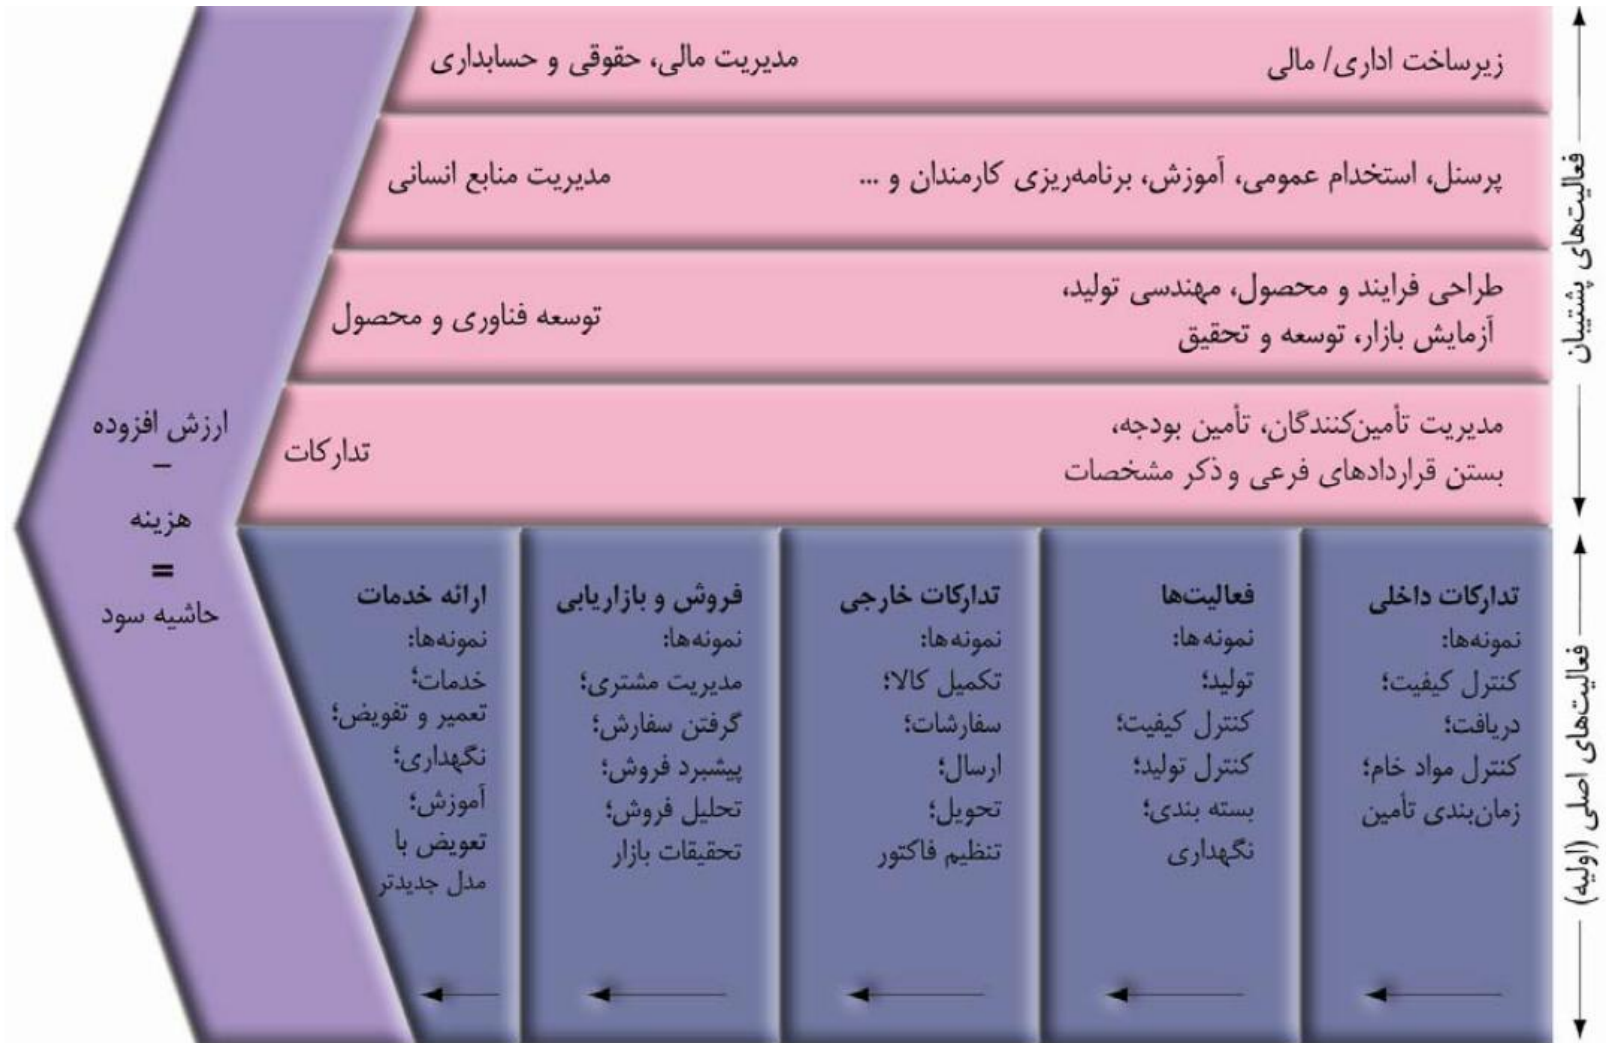 زیرساخت اداری/ مالی
مدیریت مالی، حقوقی و حسابداری
پرسنل، استخدام عمومی، آموزش، برنامه‌ریزی کارمندان و ...
مدیریت منابع انسانی
طراحی فرایند و محصول، مهندسی تولید،
آزمایش بازار، توسعه و تحقیق
توسعه فناوری و محصول
مدیریت تأمین‌کنندگان، تأمین بودجه،
بستن قراردادهای فرعی و ذکر مشخصات
تدارکات
فعالیت‌های پشتیبان
فعالیت‌های اصلی (اولیه)
تدارکات داخلی
نمونه‌ها:
کنترل کیفیت؛
دریافت؛
کنترل مواد خام؛
زمان‌بندی تأمین
فعالیت‌ها
نمونه‌ها:
تولید؛
کنترل کیفیت؛
کنترل تولید؛
بسته بندی؛
نگهداری
تدارکات خارجی
نمونه‌ها:
تکمیل کالا؛
سفارشات؛
ارسال؛
تحویل؛
تنظیم فاکتور
فروش و بازاریابی
نمونه‌ها:
مدیریت مشتری؛
گرفتن سفارش؛
پیشبرد فروش؛
تحلیل فروش؛
تحقیقات بازار
ارائه خدمات
نمونه‌ها:
خدمات؛
تعمیر و تفویض؛
نگهداری؛
آموزش؛
تعویض با
مدل جدیدتر
ارزش افزوده
–
هزینه
=
حاشیه سود